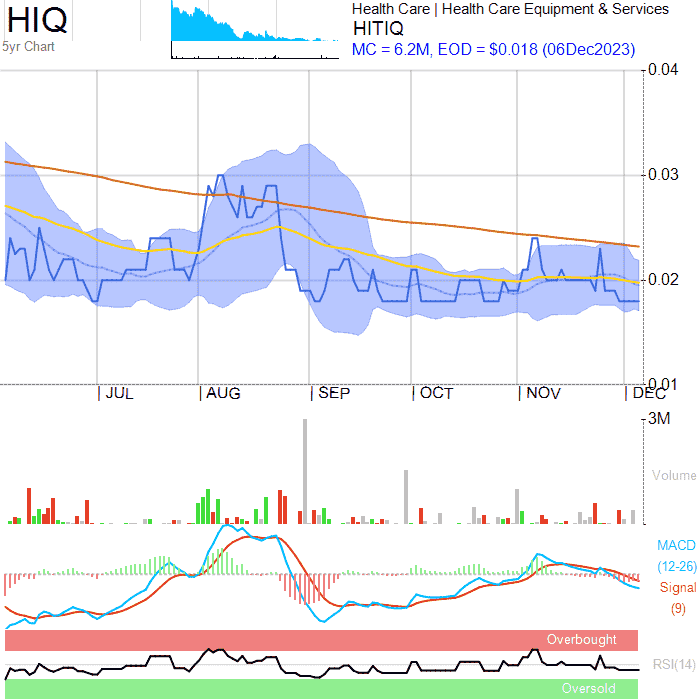 HIQ
5yr Chart
Health Care | Health Care Equipment & Services
HITIQ
MC = 6.2M, EOD = $0.018 (06Dec2023)
0.04
0.03
0.02
0.01
JUL
AUG
SEP
OCT
NOV
DEC
3M
Volume
MACD
(12-26)
Signal
(9)
Overbought
RSI(14)
Oversold